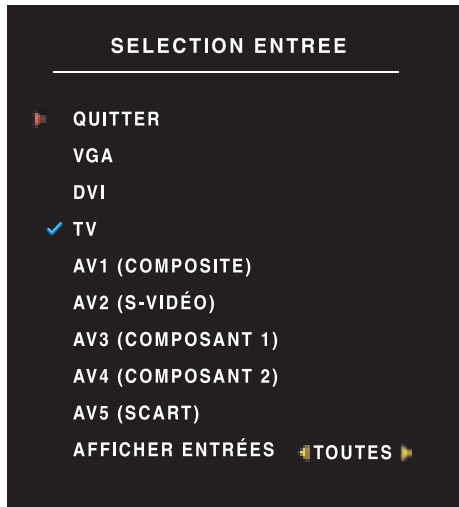 SELECTION ENTREE
QUITTER
VGA
DVI
TV
AV1 (COMPOSITE)
AV2 (S-VIDÉO)
AV3 (COMPOSANT 1)
AV4 (COMPOSANT 2)
AV5 (SCART)
AFFICHER ENTRÉES TOUTES